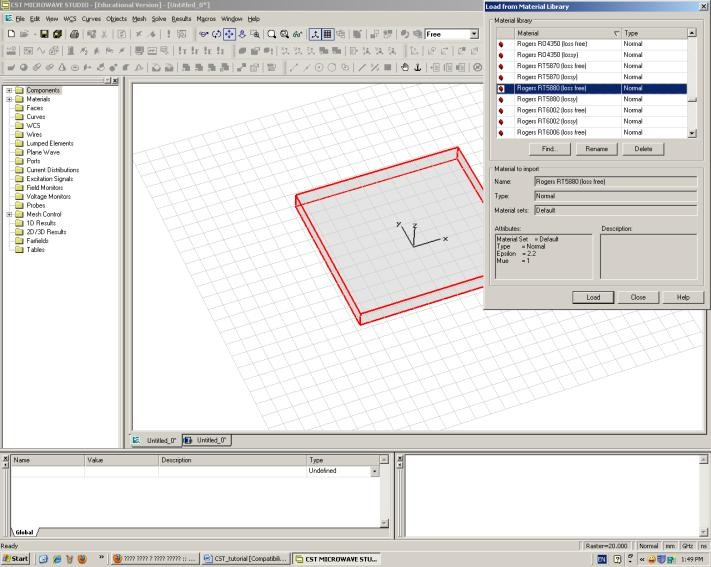 CST MICROWAVE STUDIO - [Educational Version] - [Untitled_0*]
File Edit View WCS Curves Objects Mesh Solve Results Macros Window Help
Free
Components
Materials
Faces
Curves
WCS
Wires
Lumped Elements
Plane Wave
Ports
Current Distributions
Excitation Signals
Field Monitors
Voltage Monitors
Probes
Mesh Control
1D Results
2D/3D Results
Farfields
Tables
y
z
x
Untitled_0* Untitled_0*
Load from Material Library
Material library
Material Type
Rogers RO4350 (loss free) Normal
Rogers RO4350 (lossy) Normal
Rogers RT5870 (loss free) Normal
Rogers RT5870 (lossy) Normal
Rogers RT5880 (loss free) Normal
Rogers RT5880 (lossy) Normal
Rogers RT6002 (loss free) Normal
Rogers RT6002 (lossy) Normal
Rogers RT6006 (loss free) Normal
Find... Rename Delete
Material to import
Name: Rogers RT5880 (loss free)
Type: Normal
Material sets: Default
Attributes: Description:
Material Set = Default
Type = Normal
Epsilon = 2.2
Mue = 1
Load Close Help
Name Value Description Type
Undefined
Global
Ready Raster=20.000 Normal mm GHz ns
Start » ???? ???? ? ???? ????? :: ... CST_tutorial [Compatibili... CST MICROWAVE STU... EN « 1:49 PM